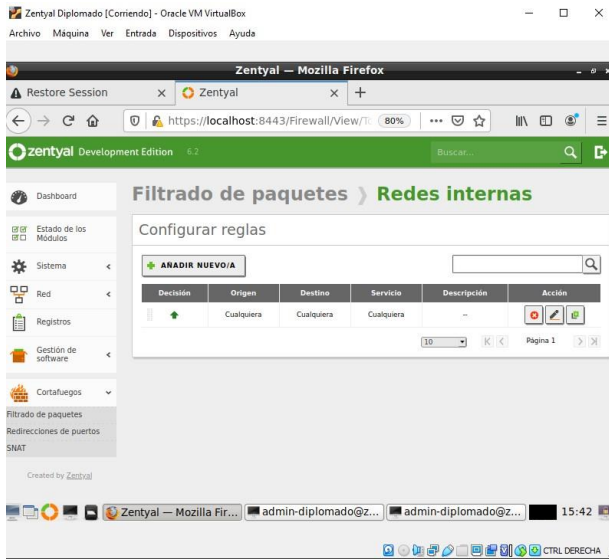 Zentyal Diplomado [Corriendo] - Oracle VM VirtualBox
Archivo Máquina Ver Entrada Dispositivos Ayuda
Zentyal — Mozilla Firefox
Restore Session
Zentyal
https://localhost:8443/Firewall/View/To
80%
zentyal Development Edition 6.2
Buscar...
Dashboard
Estado de los
Módulos
Sistema
Red
Registros
Gestión de
software
Cortafuegos
Filtrado de paquetes
Redirecciones de puertos
SNAT
Created by Zentyal
Filtrado de paquetes Redes internas
Configurar reglas
AÑADIR NUEVO/A
Decisión Origen Destino Servicio Descripción Acción
Cualquiera Cualquiera Cualquiera –
10 K < Página 1
Zentyal — Mozilla Fir... admin-diplomado@z... admin-diplomado@z... 15:42
CTRL DERECHA